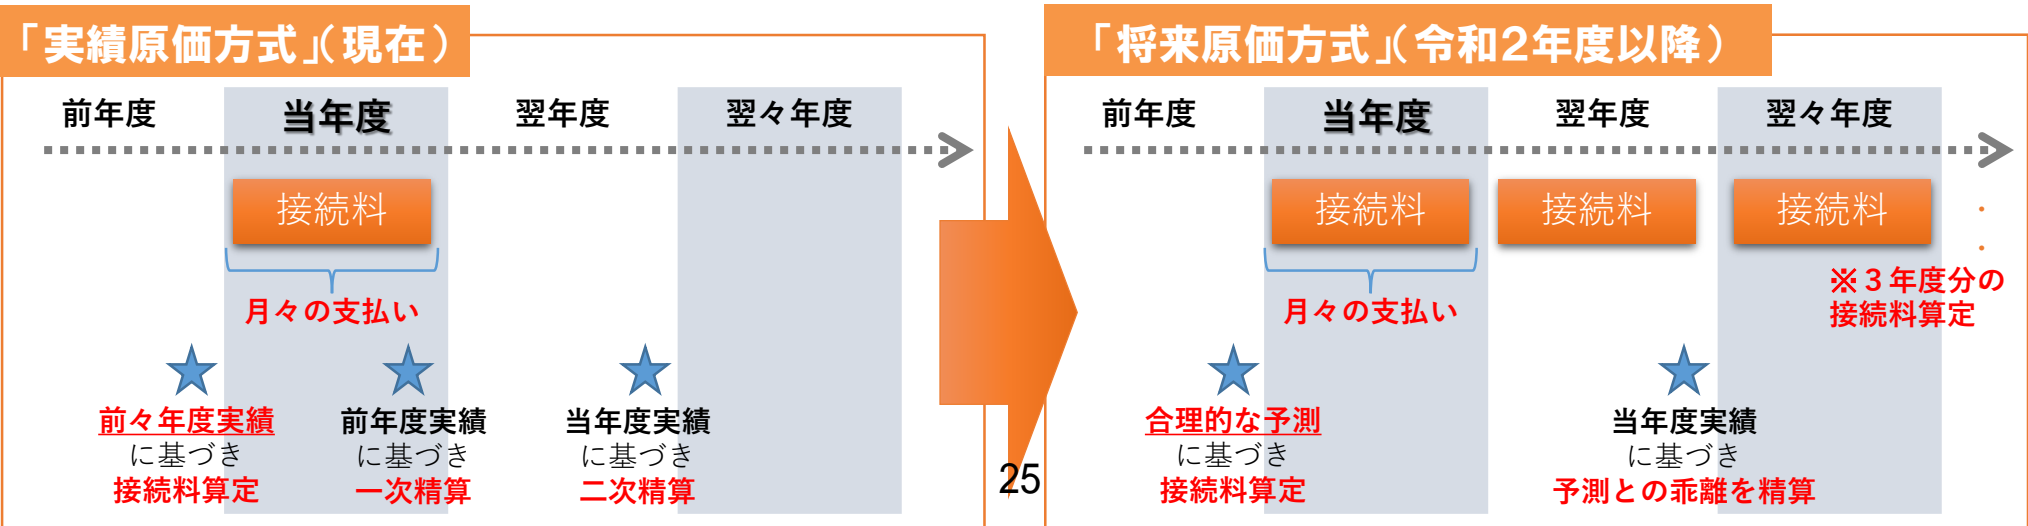 「実績原価方式」(現在)
前年度
当年度
翌年度
翌々年度
接続料
月々の支払い
前々年度実績
に基づき
接続料算定
前年度実績
に基づき
一次精算
当年度実績
に基づき
二次精算
25
「将来原価方式」(令和2年度以降)
前年度
当年度
翌年度
翌々年度
接続料
接続料
接続料
・
・
※3年度分の
接続料算定
月々の支払い
合理的な予測
に基づき
接続料算定
当年度実績
に基づき
予測との乖離を精算